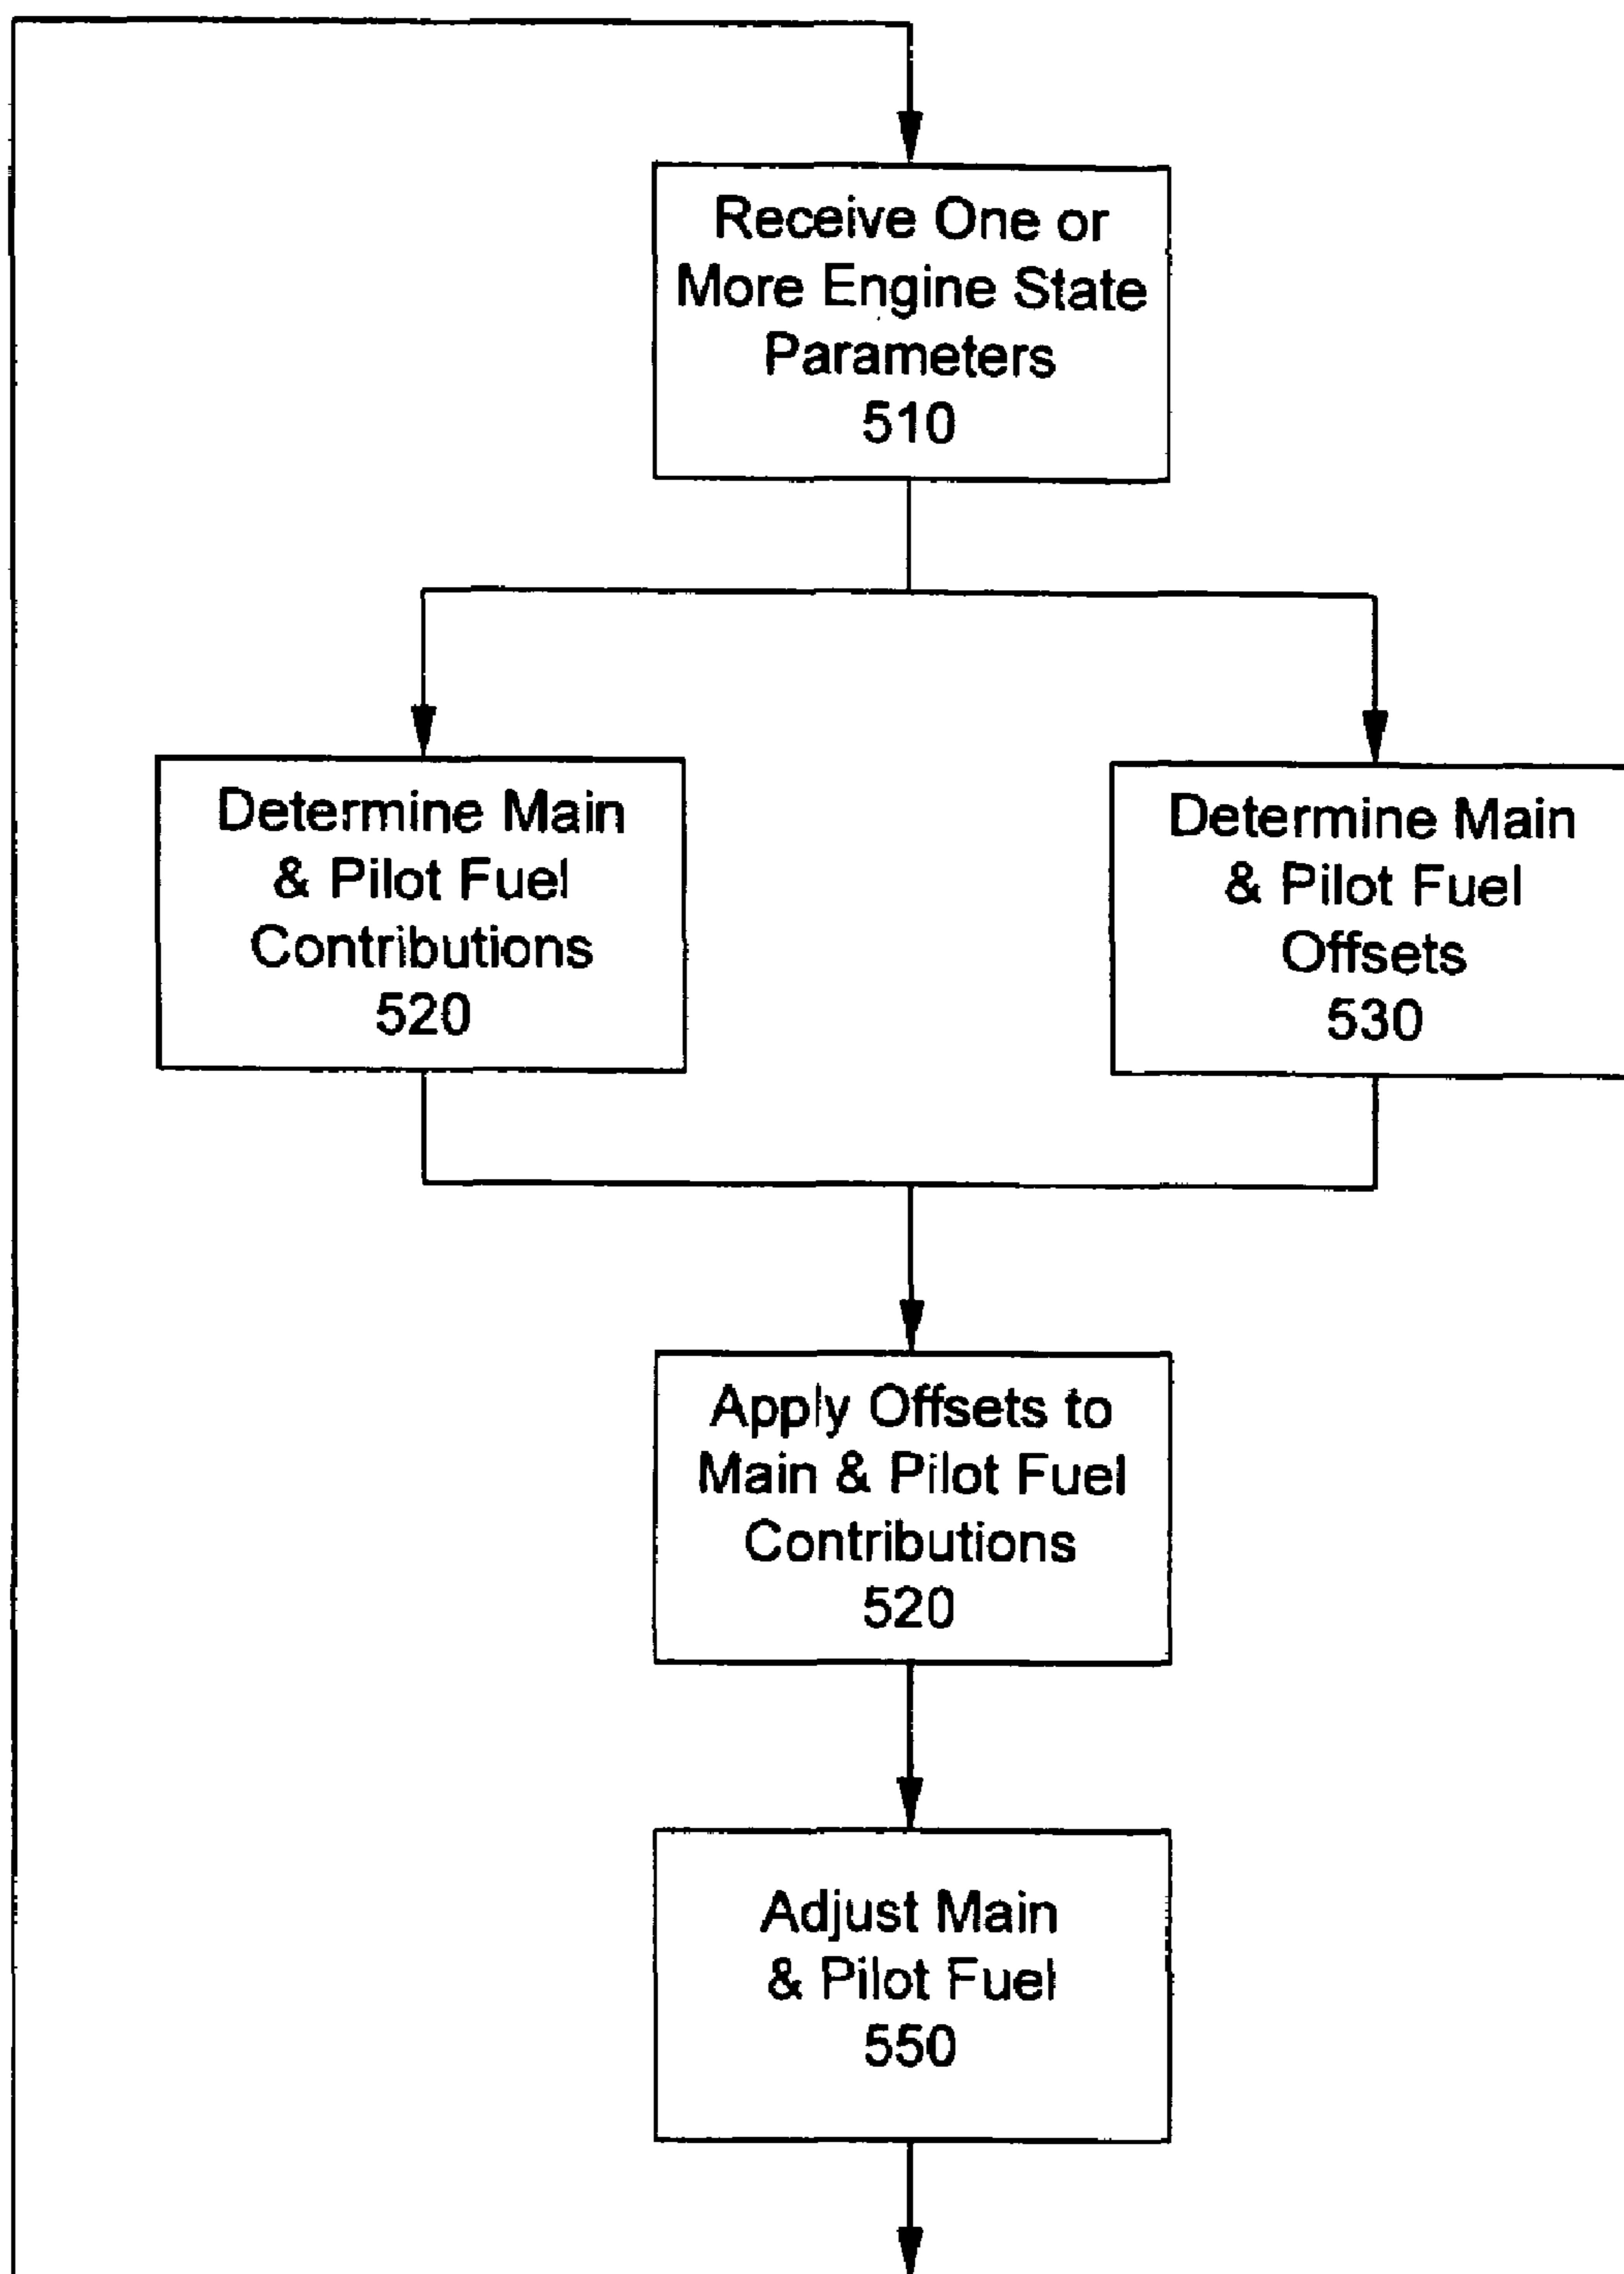 Receive One or
More Engine State
Parameters
510
Determine Main
& Pilot Fuel
Contributions
520
Determine Main
& Pilot Fuel
Offsets
530
Apply Offsets to
Main & Pilot Fuel
Contributions
520
Adjust Main
& Pilot Fuel
550